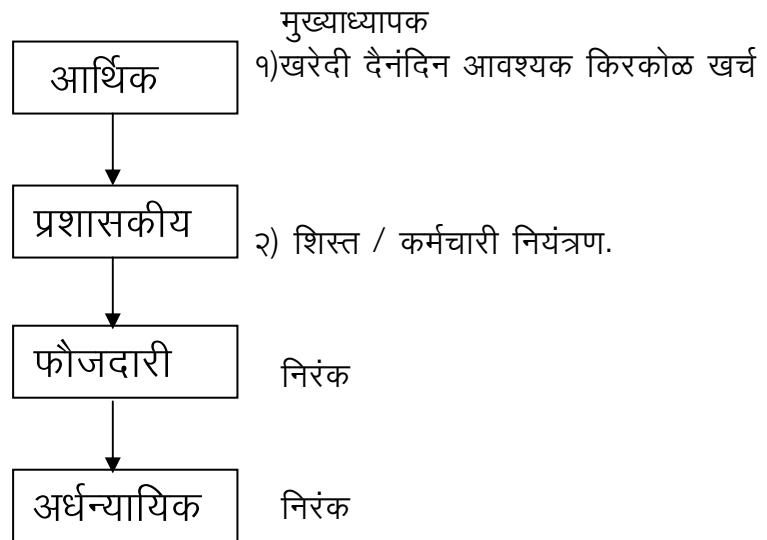 मुख्याध्यापक
आर्थिक
१)खरेदी दैनंदिन आवश्यक किरकोळ खर्च
प्रशासकीय
२) शिस्त / कर्मचारी नियंत्रण.
फौजदारी
निरंक
अर्धन्यायिक
निरंक